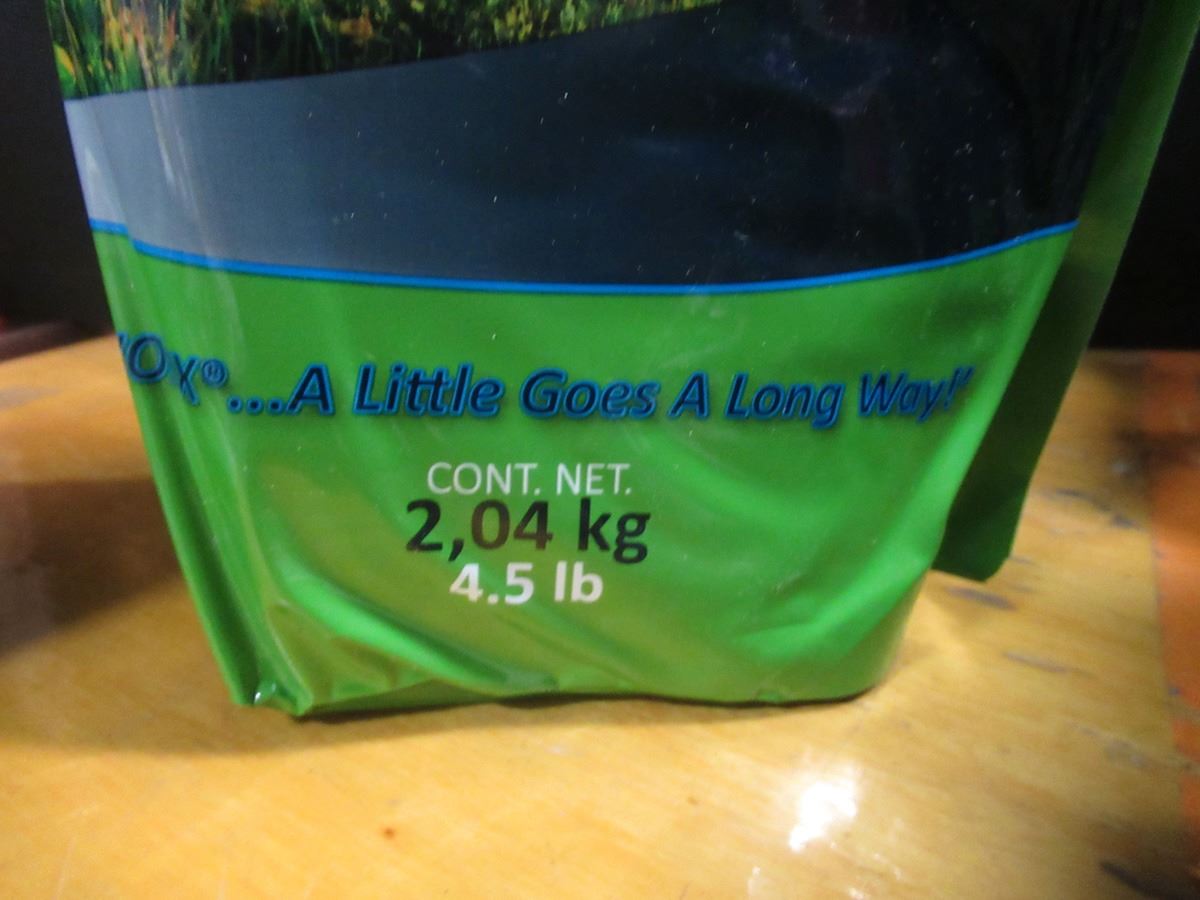 Ox®...A Little Goes A Long Way!"
CONT. NET.
2,04 kg
4.5 lb